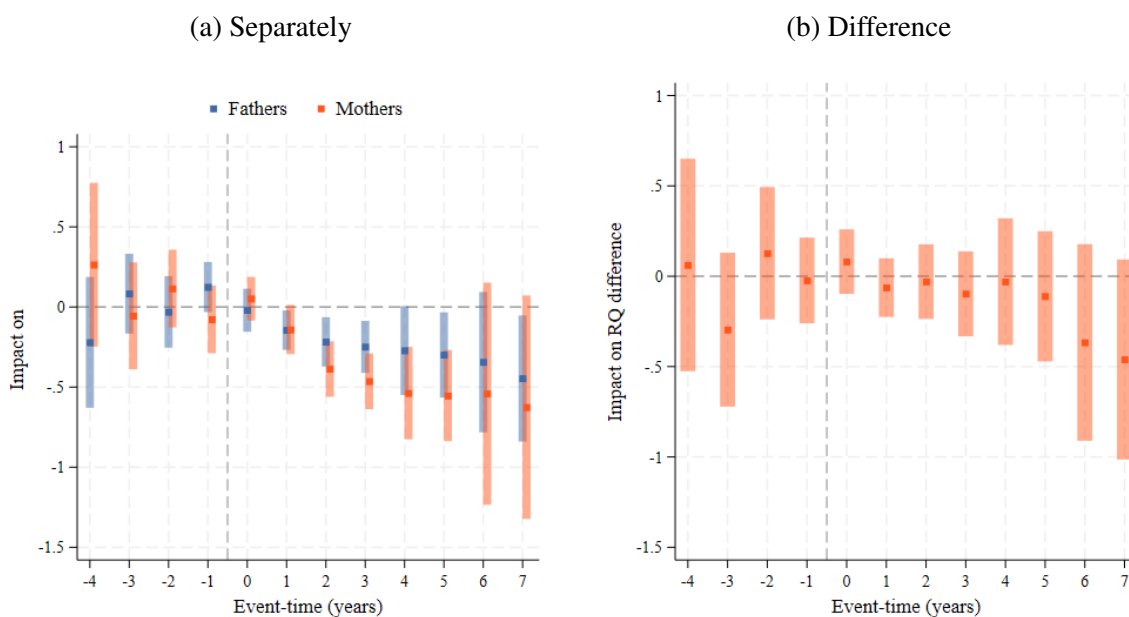 (a) Separately
Fathers Mothers
Impact on
1
.5
0
-.5
-1
-1.5
-4 -3 -2 -1 0 1 2 3 4 5 6 7
Event-time (years)
(b) Difference
Impact on RQ difference
1
.5
0
-.5
-1
-1.5
-4 -3 -2 -1 0 1 2 3 4 5 6 7
Event-time (years)